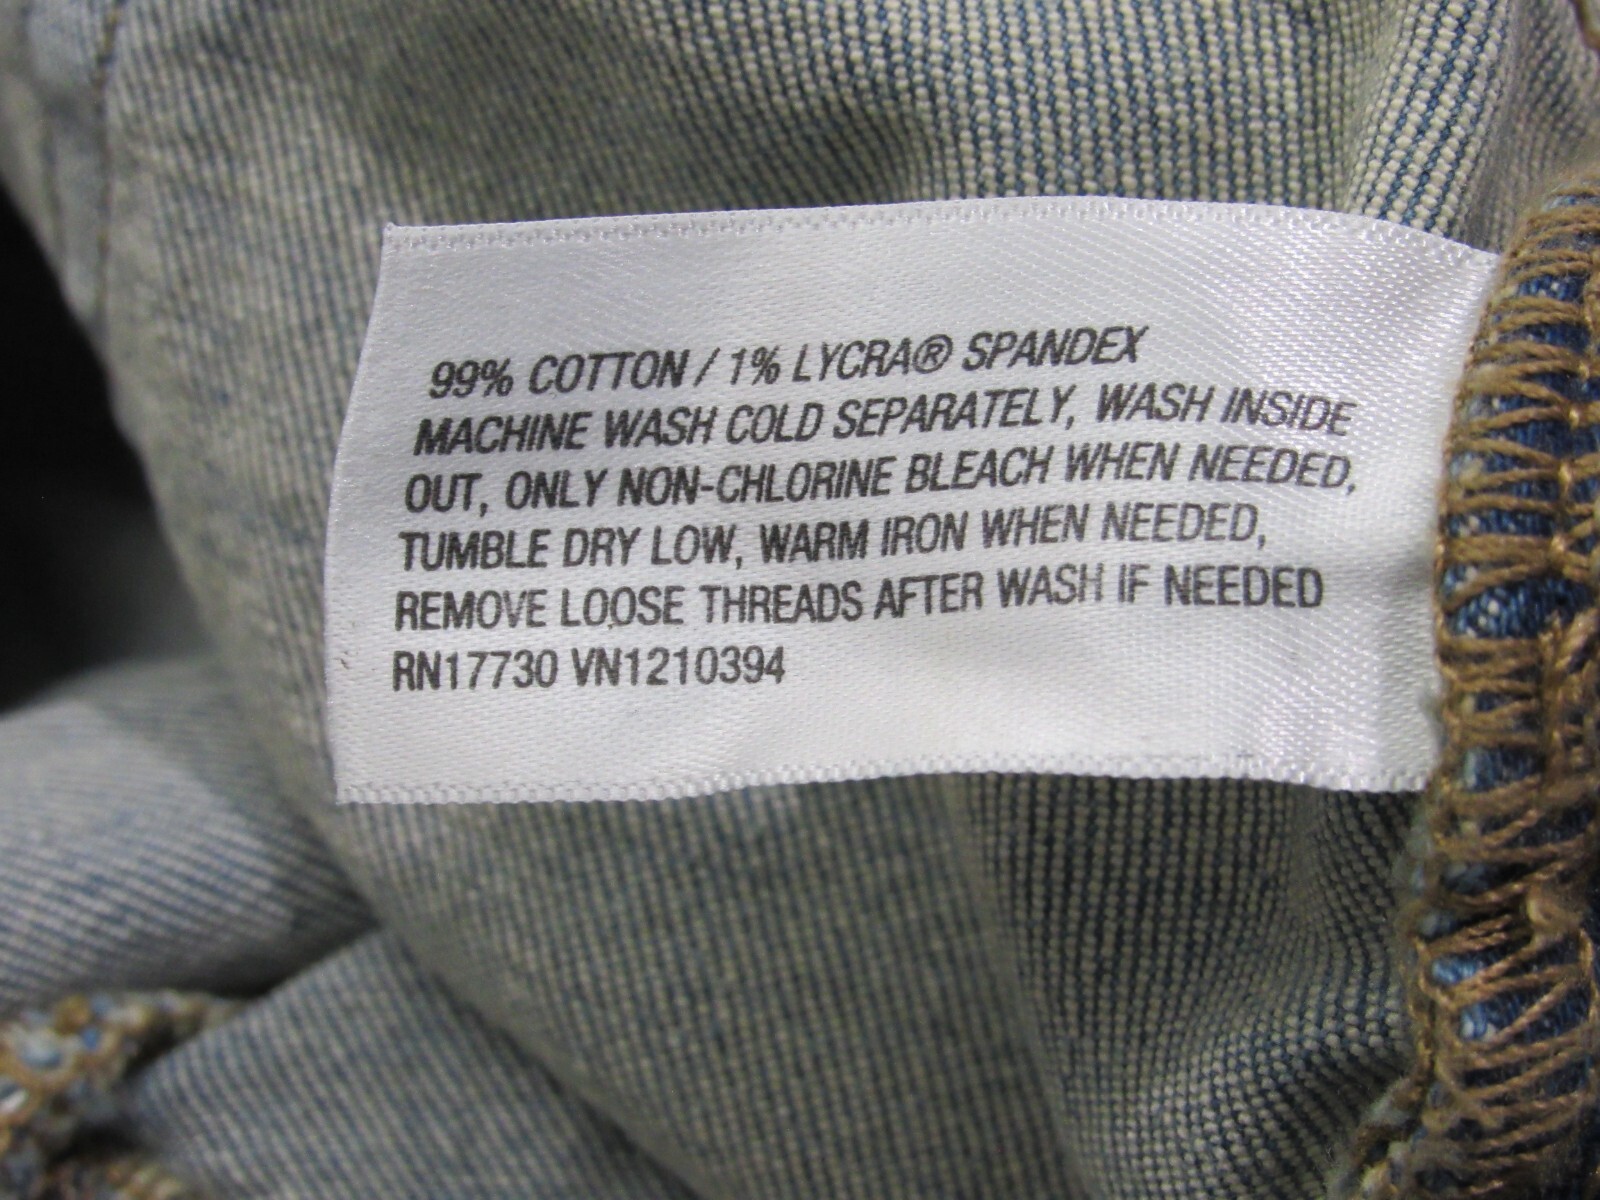 99% COTTON / 1% LYCRA® SPANDEX
MACHINE WASH COLD SEPARATELY, WASH INSIDE
OUT, ONLY NON-CHLORINE BLEACH WHEN NEEDED,
TUMBLE DRY LOW, WARM IRON WHEN NEEDED,
REMOVE LOOSE THREADS AFTER WASH IF NEEDED
RN17730 VN1210394